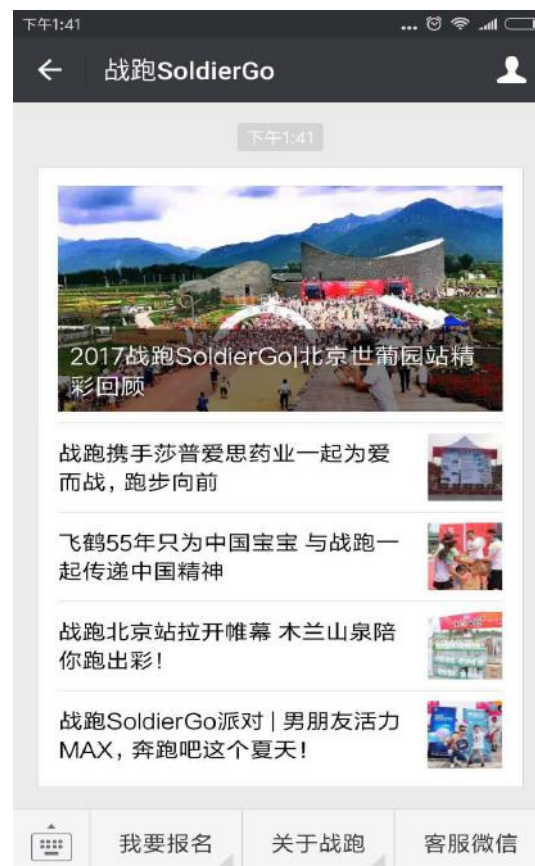 下午1:41
战跑SoldierGo
下午1:41
2017战跑SoldierGo|北京世葡园站精
彩回顾
战跑携手莎普爱思药业一起为爱
而战，跑步向前
飞鹤55年只为中国宝宝 与战跑一
起传递中国精神
战跑北京站拉开帷幕 木兰山泉陪
你跑出彩！
战跑SoldierGo派对 | 男朋友活力
MAX，奔跑吧这个夏天！
我要报名
关于战跑
客服微信